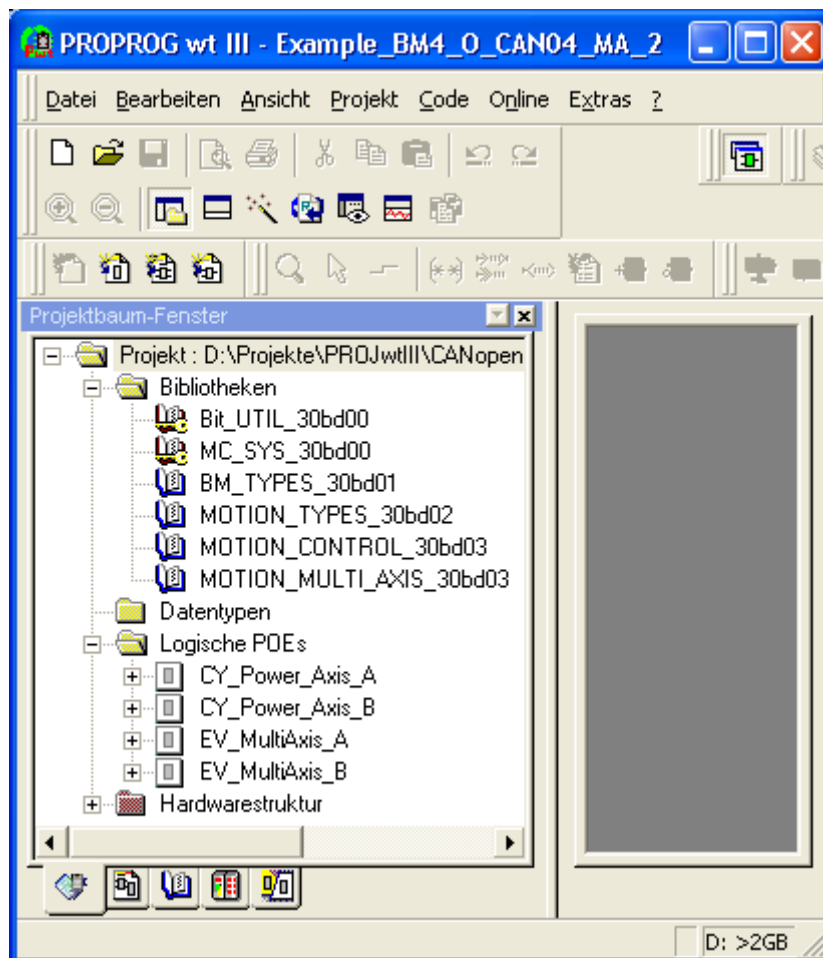 PROPROG wt III - Example_BM4_O_CAN04_MA_2
Datei Bearbeiten Ansicht Projekt Code Online Extras ?
Projektbaum-Fenster
Projekt : D:\Projekte\PROJwtIII\CANopen
Bibliotheken
Bit_UTIL_30bd00
MC_SYS_30bd00
BM_TYPES_30bd01
MOTION_TYPES_30bd02
MOTION_CONTROL_30bd03
MOTION_MULTI_AXIS_30bd03
Datentypen
Logische POEs
CY_Power_Axis_A
CY_Power_Axis_B
EV_MultiAxis_A
EV_MultiAxis_B
Hardwarestruktur
D: >2GB